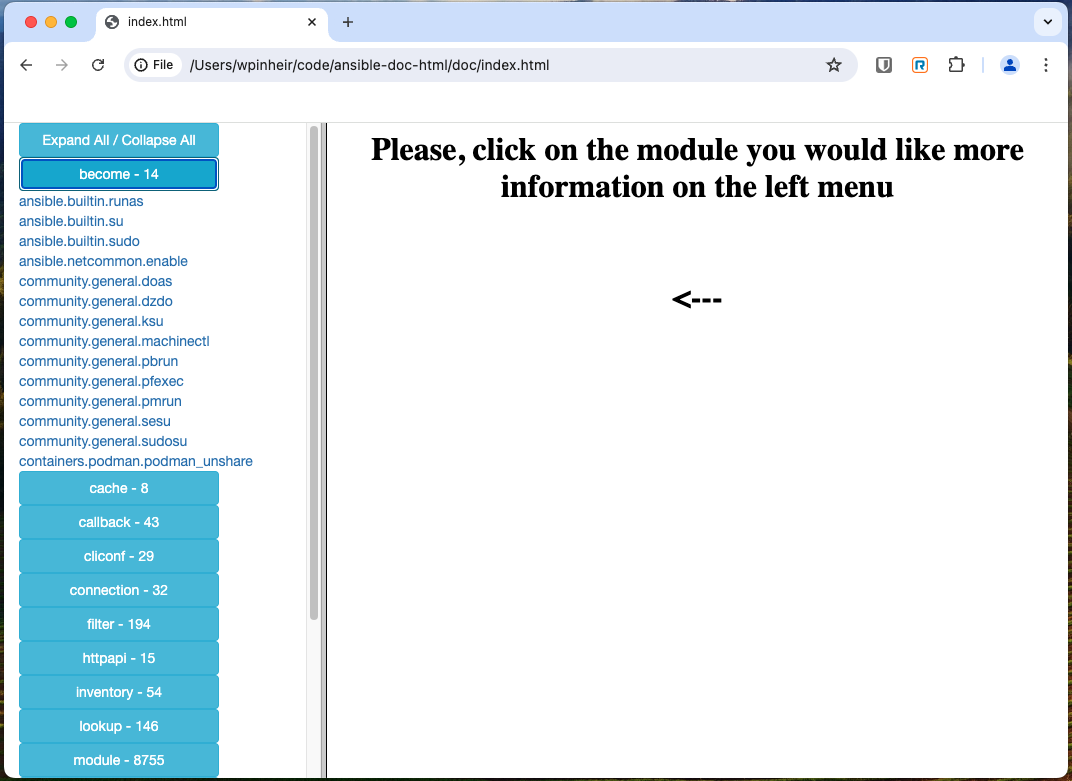 index.html
File
/Users/wpinheir/code/ansible-doc-html/doc/index.html
Expand All / Collapse All
become - 14
ansible.builtin.runas
ansible.builtin.su
ansible.builtin.sudo
ansible.netcommon.enable
community.general.doas
community.general.dzdo
community.general.ksu
community.general.machinectl
community.general.pbrun
community.general.pfexec
community.general.pmrun
community.general.sesu
community.general.sudosu
containers.podman.podman_unshare
cache - 8
callback - 43
cliconf - 29
connection - 32
filter - 194
httpapi - 15
inventory - 54
lookup - 146
module - 8755
Please, click on the module you would like more
information on the left menu
<---